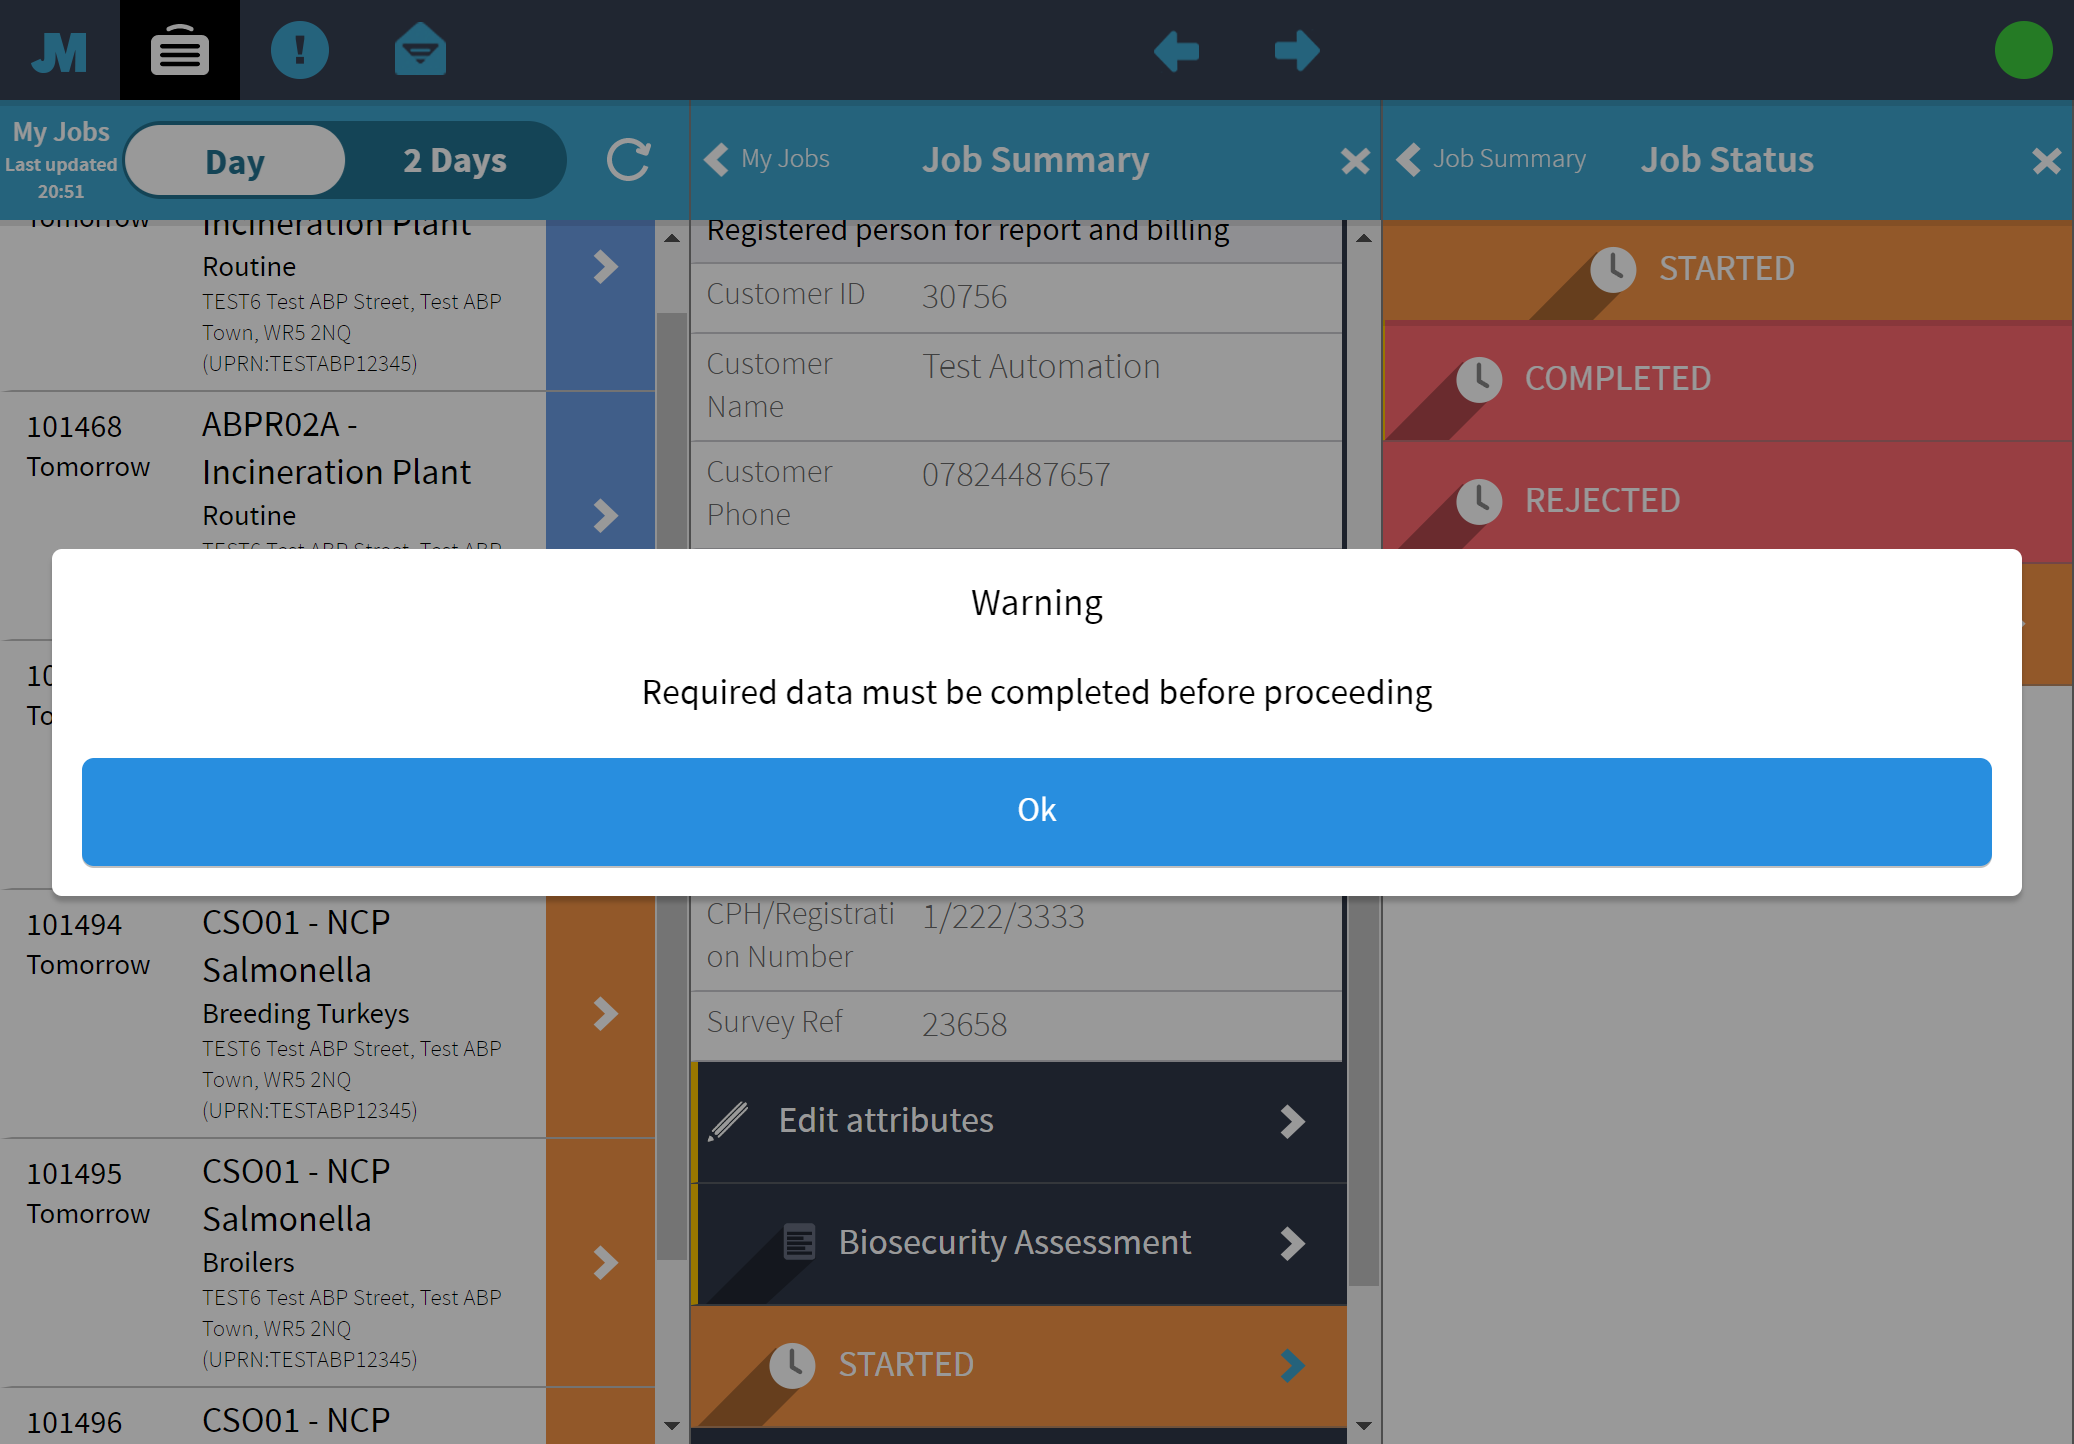 JM
My Jobs
Last updated
20:51
Day
2 Days
My Jobs
Job Summary
Job Summary
Job Status
Tomorrow
Incineration Plant
Routine
TEST6 Test ABP Street, Test ABP
Town, WR5 2NQ
(UPRN:TESTABP12345)
101468
Tomorrow
ABPR02A -
Incineration Plant
Routine
TEST6 Test ABP Street, Test ABP
10
To
101494
Tomorrow
CSO01 - NCP
Salmonella
Breeding Turkeys
TEST6 Test ABP Street, Test ABP
Town, WR5 2NQ
(UPRN:TESTABP12345)
101495
Tomorrow
CSO01 - NCP
Salmonella
Broilers
TEST6 Test ABP Street, Test ABP
Town, WR5 2NQ
(UPRN:TESTABP12345)
101496
CSO01 - NCP
Registered person for report and billing
Customer ID
30756
Customer
Name
Test Automation
Customer
Phone
07824487657
CPH/Registrati
on Number
1/222/3333
Survey Ref
23658
Edit attributes
Biosecurity Assessment
STARTED
STARTED
COMPLETED
REJECTED
Warning
Required data must be completed before proceeding
Ok